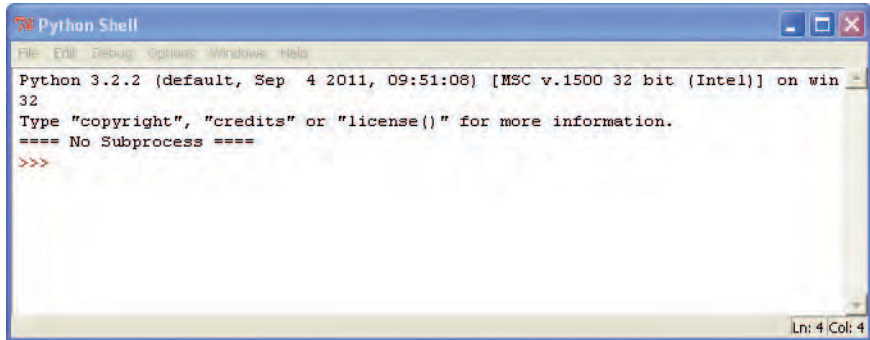 Python Shell
File Edit Debug Options Windows Help
Python 3.2.2 (default, Sep  4 2011, 09:51:08) [MSC v.1500 32 bit (Intel)] on win
32
Type "copyright", "credits" or "license()" for more information.
==== No Subprocess ====
>>>
Ln: 4 Col: 4